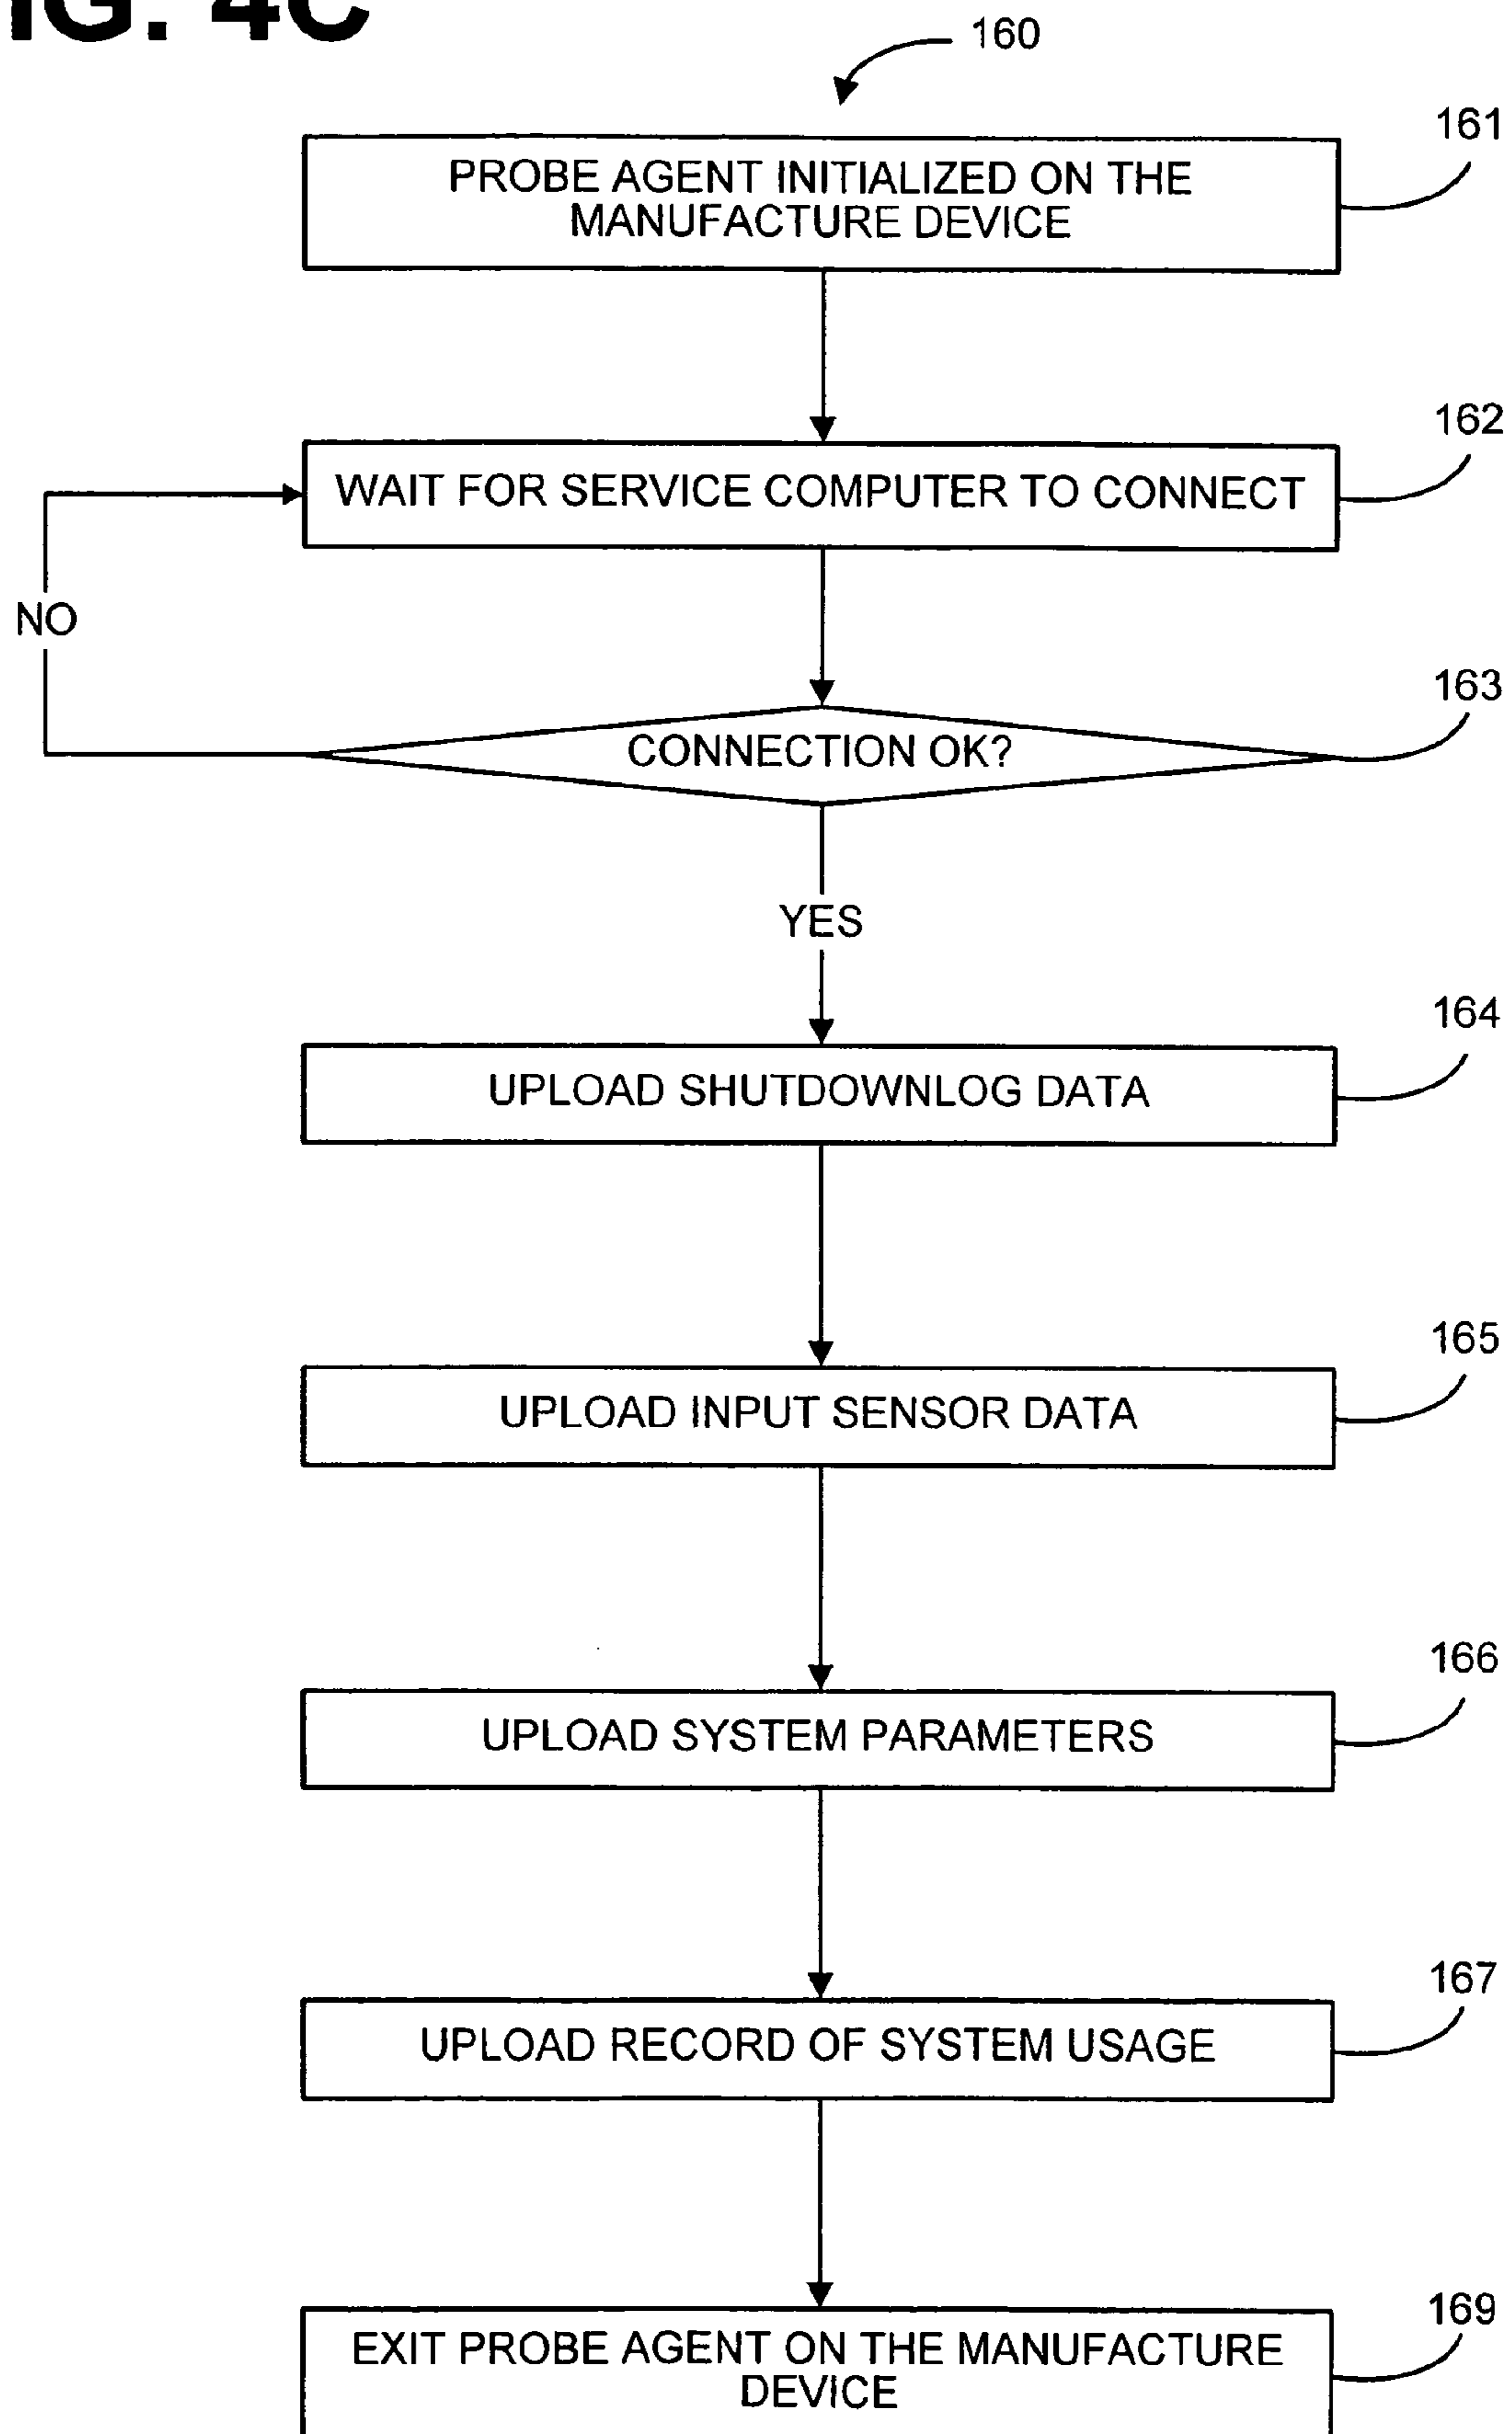 FIG. 4C
160
161
PROBE AGENT INITIALIZED ON THE
MANUFACTURE DEVICE
162
WAIT FOR SERVICE COMPUTER TO CONNECT
NO
163
CONNECTION OK?
YES
164
UPLOAD SHUTDOWNLOG DATA
165
UPLOAD INPUT SENSOR DATA
166
UPLOAD SYSTEM PARAMETERS
167
UPLOAD RECORD OF SYSTEM USAGE
169
EXIT PROBE AGENT ON THE MANUFACTURE
DEVICE